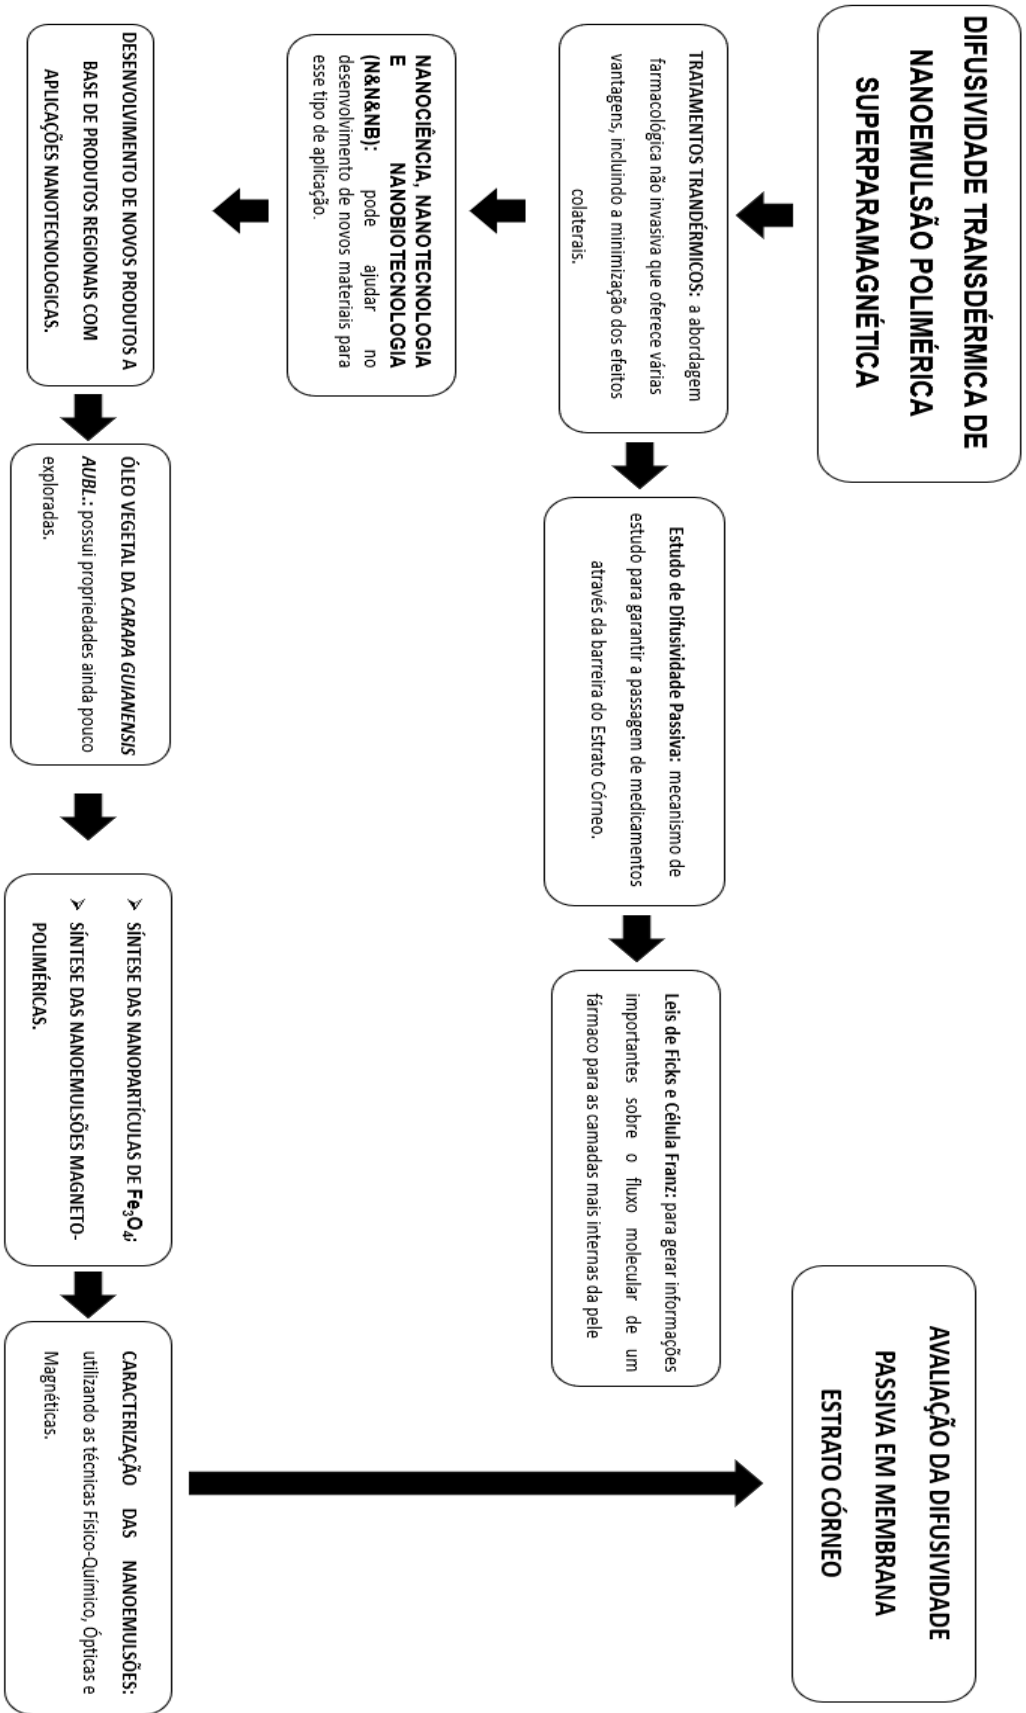 DIFUSIVIDADE TRANSDÉRMICA DE
NANOEMULSÃO POLIMÉRICA
SUPERPARAMAGNÉTICA
TRATAMENTOS TRANDÉRMICOS: a abordagem
farmacológica não invasiva que oferece várias
vantagens, incluindo a minimização dos efeitos
colaterais.
Estudo de Difusividade Passiva: mecanismo de
estudo para garantir a passagem de medicamentos
através da barreira do Estrato Córneo.
Leis de Ficks e Célula Franz: para gerar informações
importantes sobre o fluxo molecular de um
fármaco para as camadas mais internas da pele
NANOCIÊNCIA, NANOTECNOLOGIA
E NANOBIOTECNOLOGIA
(N&N&NB): pode ajudar no
desenvolvimento de novos materiais para
esse tipo de aplicação.
DESENVOLVIMENTO DE NOVOS PRODUTOS A
BASE DE PRODUTOS REGIONAIS COM
APLICAÇÕES NANOTECNOLOGICAS.
ÓLEO VEGETAL DA CARAPA GUIANENSIS
AUBL.: possui propriedades ainda pouco
exploradas.
➢ SÍNTESE DAS NANOPARTÍCULAS DE Fe₃O₄;
➢ SÍNTESE DAS NANOEMULSÕES MAGNETO-
POLIMÉRICAS.
CARACTERIZAÇÃO DAS NANOEMULSÕES:
utilizando as técnicas Físico-Químico, Ópticas e
Magnéticas.
AVALIAÇÃO DA DIFUSIVIDADE
PASSIVA EM MEMBRANA
ESTRATO CÓRNEO